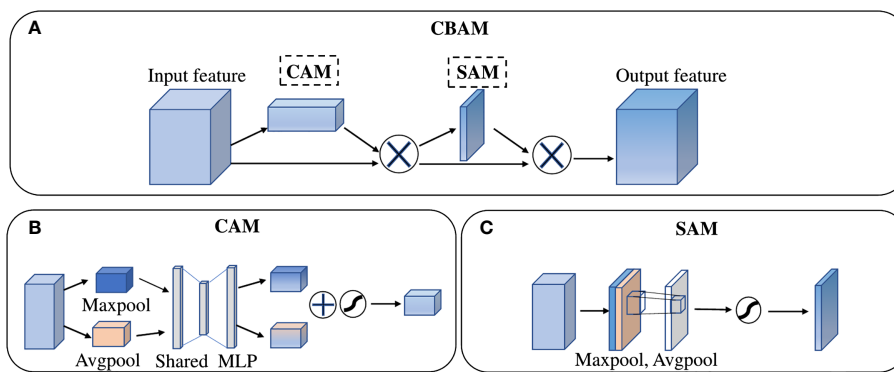 A
CBAM
Input feature
CAM
SAM
Output feature
B
CAM
Maxpool
Avgpool
Shared MLP
C
SAM
Maxpool, Avgpool